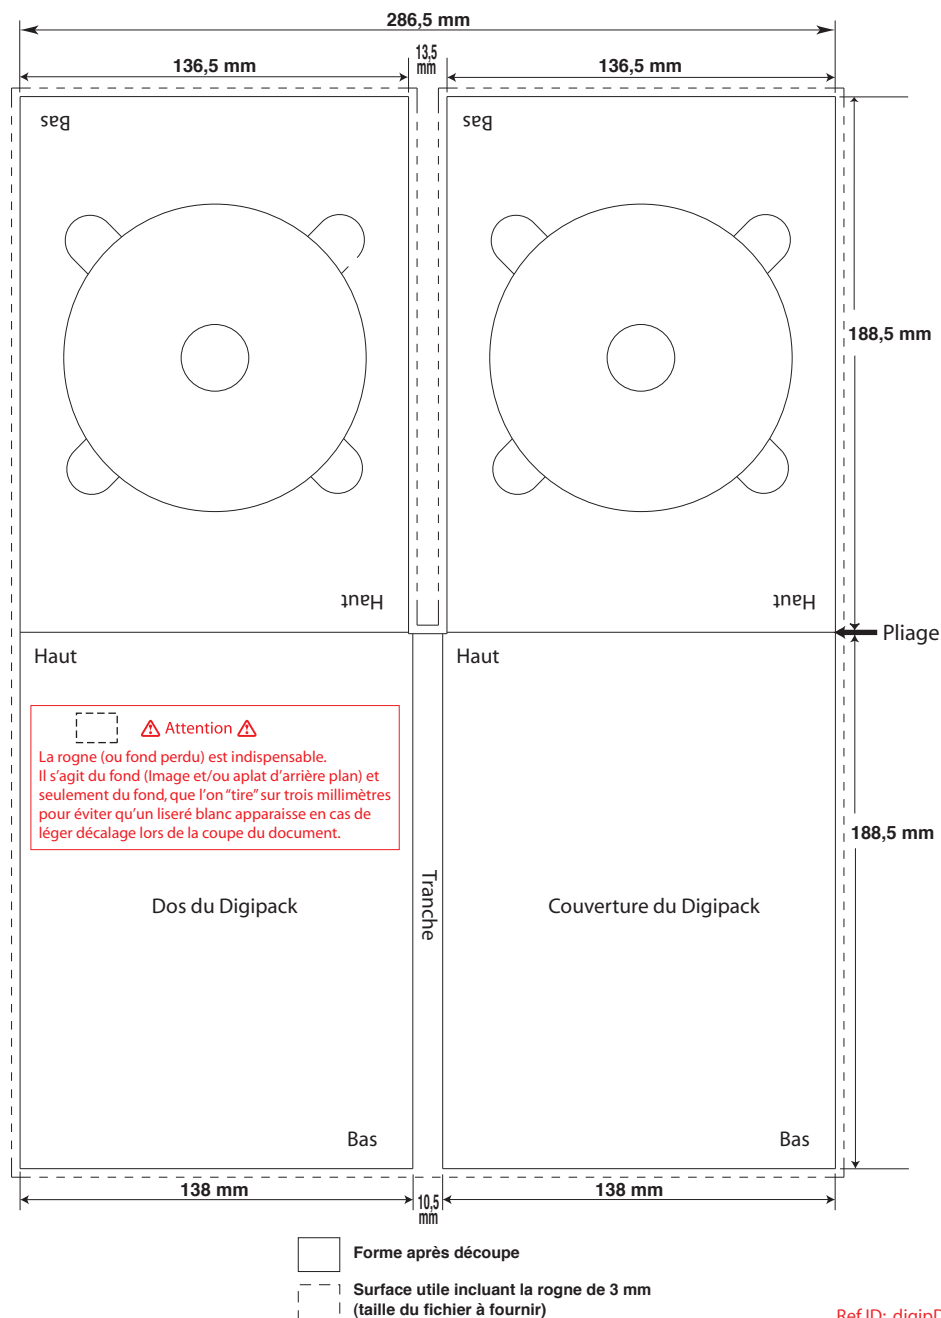 286,5 mm
13,5
mm
136,5 mm
136,5 mm
Bas
Bas
188,5 mm
Haut
Haut
Pliage
Haut
Haut
Attention
La rogne (ou fond perdu) est indispensable.
Il s'agit du fond (Image et/ou aplat d'arrière plan) et
seulement du fond, que l'on "tire" sur trois millimètres
pour éviter qu'un liseré blanc apparaisse en cas de
léger décalage lors de la coupe du document.
188,5 mm
Tranche
Dos du Digipack
Couverture du Digipack
Bas
Bas
138 mm
10,5
mm
138 mm
Forme après découpe
Surface utile incluant la rogne de 3 mm
(taille du fichier à fournir)
Ref ID: